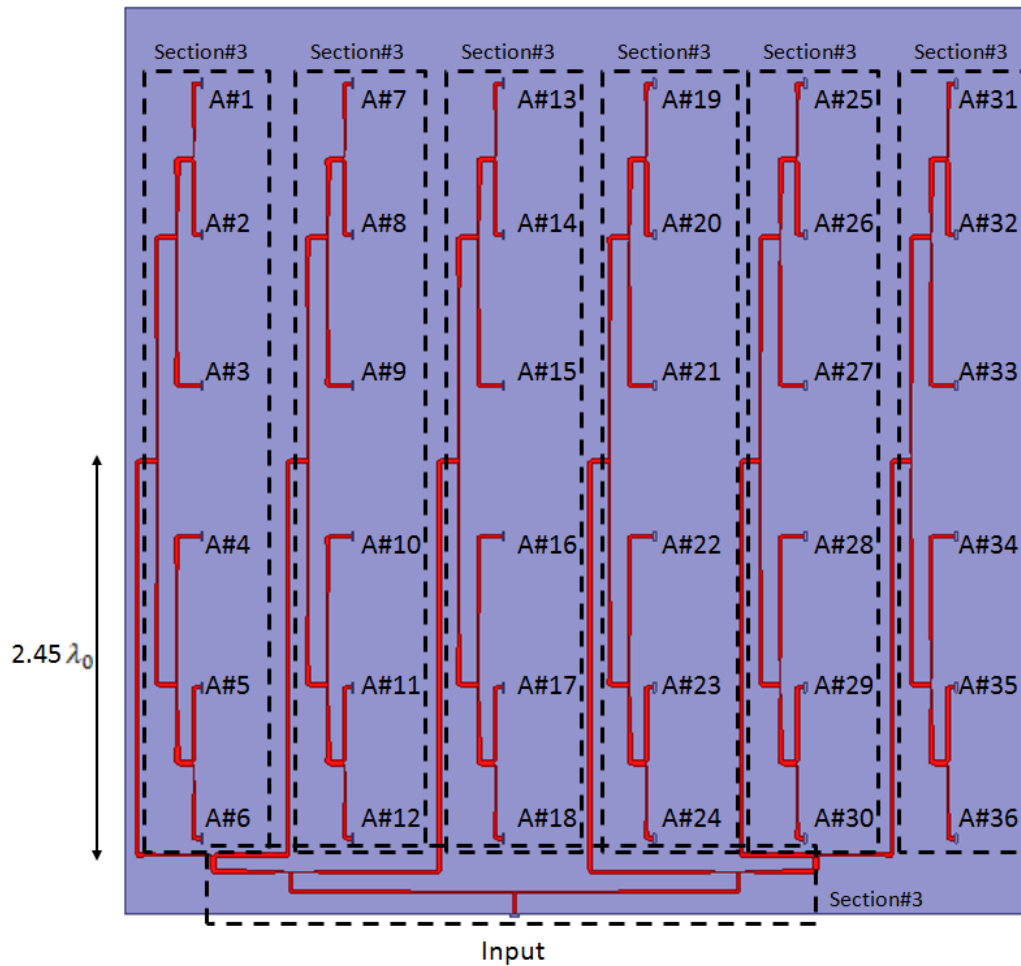 Section#3 Section#3 Section#3 Section#3 Section#3 Section#3
A#1 A#7 A#13 A#19 A#25 A#31
A#2 A#8 A#14 A#20 A#26 A#32
A#3 A#9 A#15 A#21 A#27 A#33
A#4 A#10 A#16 A#22 A#28 A#34
2.45 λ₀
A#5 A#11 A#17 A#23 A#29 A#35
A#6 A#12 A#18 A#24 A#30 A#36
Section#3
Input